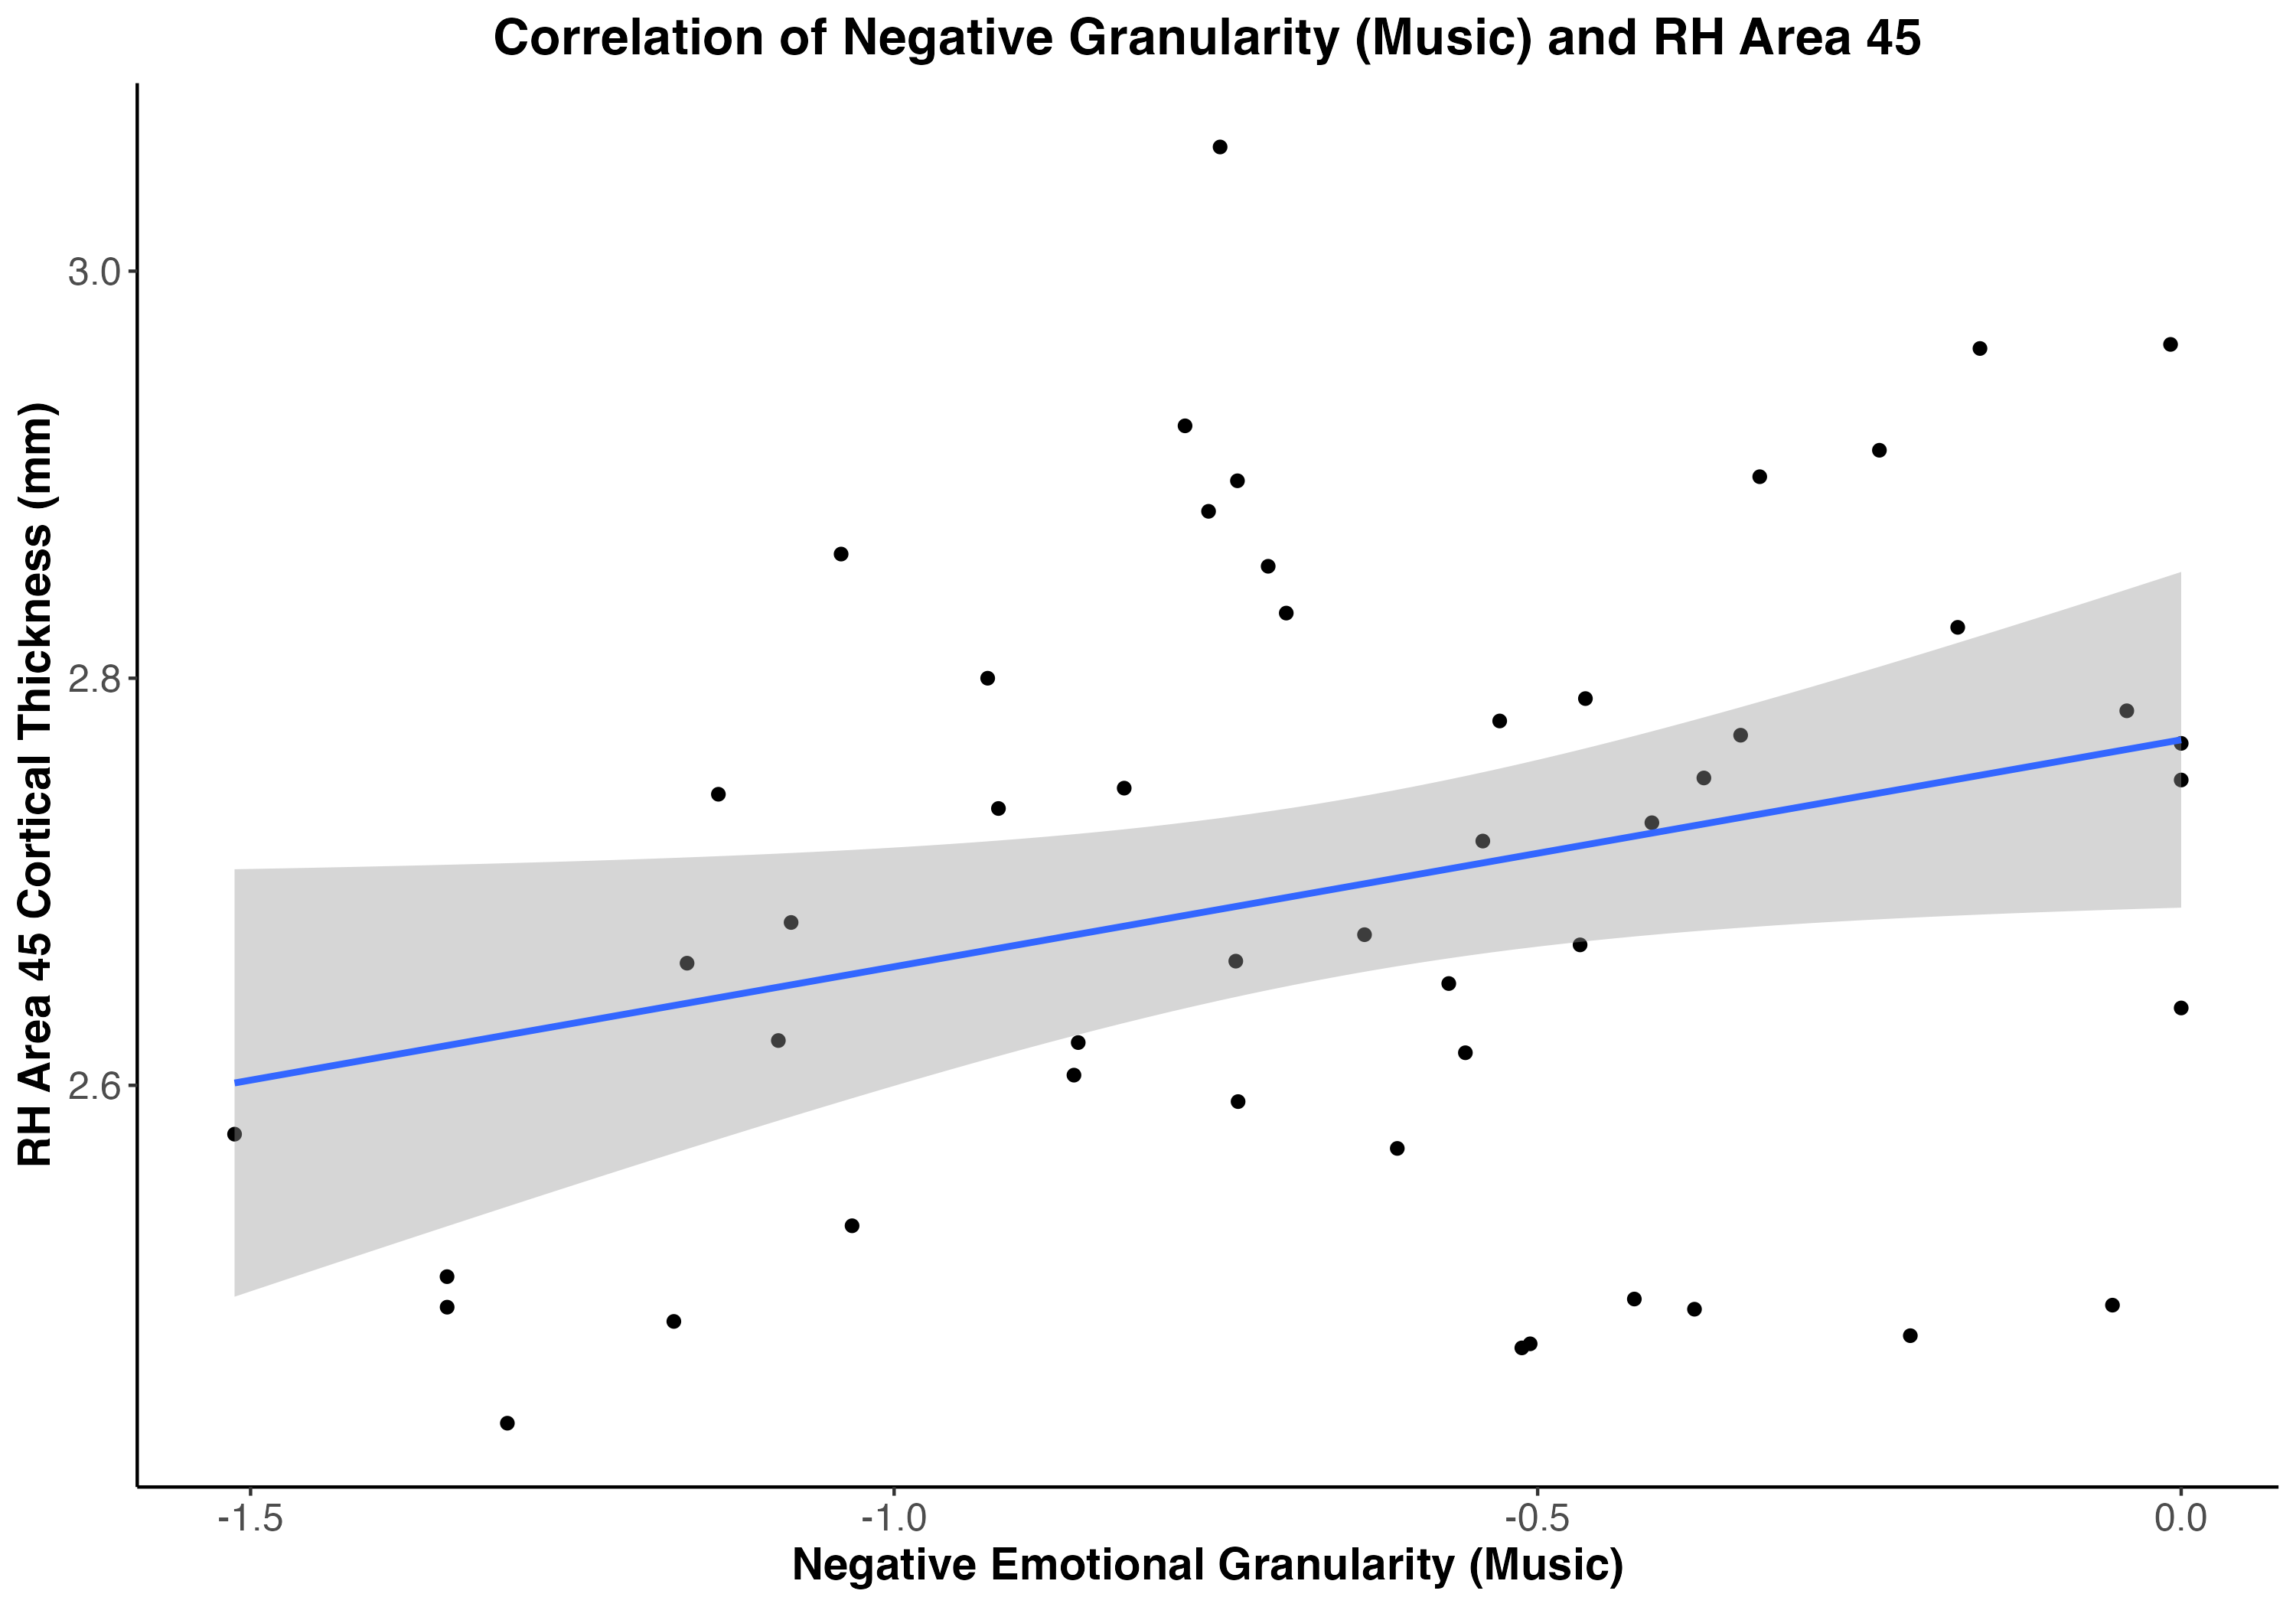 Correlation of Negative Granularity (Music) and RH Area 45
RH Area 45 Cortical Thickness (mm)
3.0
2.8
2.6
-1.5
-1.0
-0.5
0.0
Negative Emotional Granularity (Music)